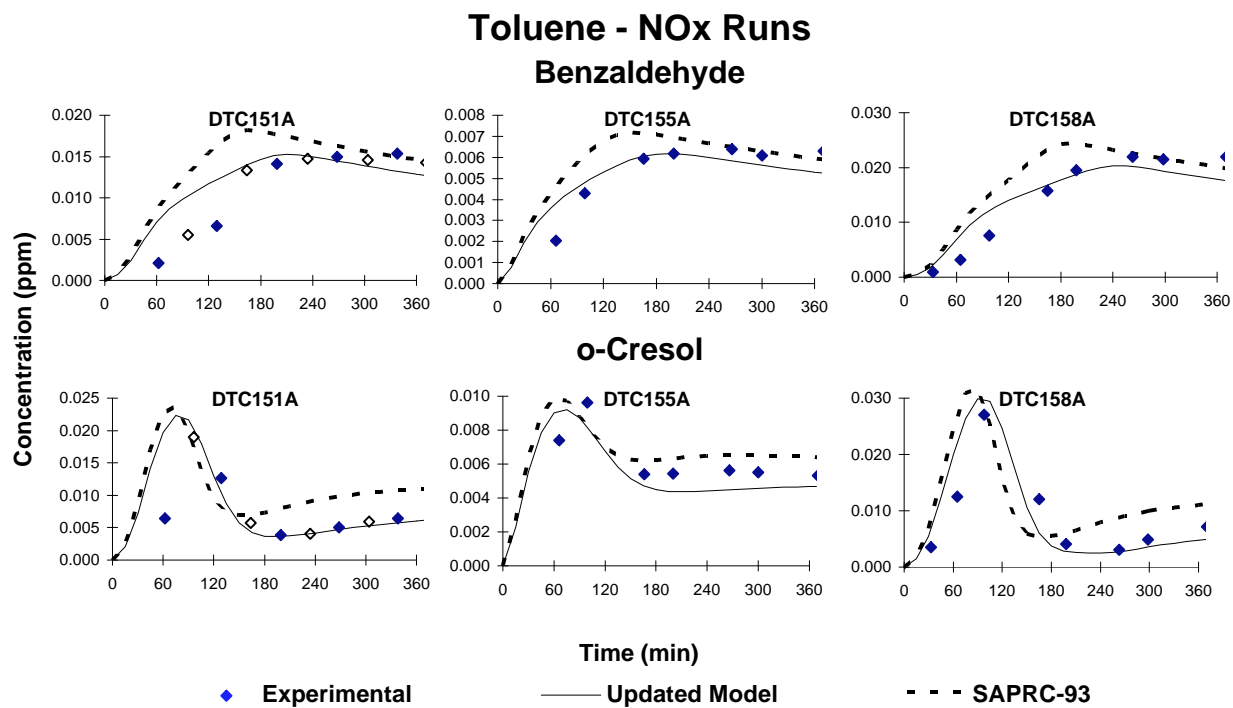 Toluene - NOx Runs
Benzaldehyde
DTC151A
0.020
0.015
0.010
0.005
0.000
0 60 120 180 240 300 360
DTC155A
0.008
0.007
0.006
0.005
0.004
0.003
0.002
0.001
0.000
0 60 120 180 240 300 360
DTC158A
0.030
0.020
0.010
0.000
0 60 120 180 240 300 360
Concentration (ppm)
o-Cresol
DTC151A
0.025
0.020
0.015
0.010
0.005
0.000
0 60 120 180 240 300 360
DTC155A
0.010
0.008
0.006
0.004
0.002
0.000
0 60 120 180 240 300 360
DTC158A
0.030
0.020
0.010
0.000
0 60 120 180 240 300 360
Time (min)
Experimental Updated Model SAPRC-93